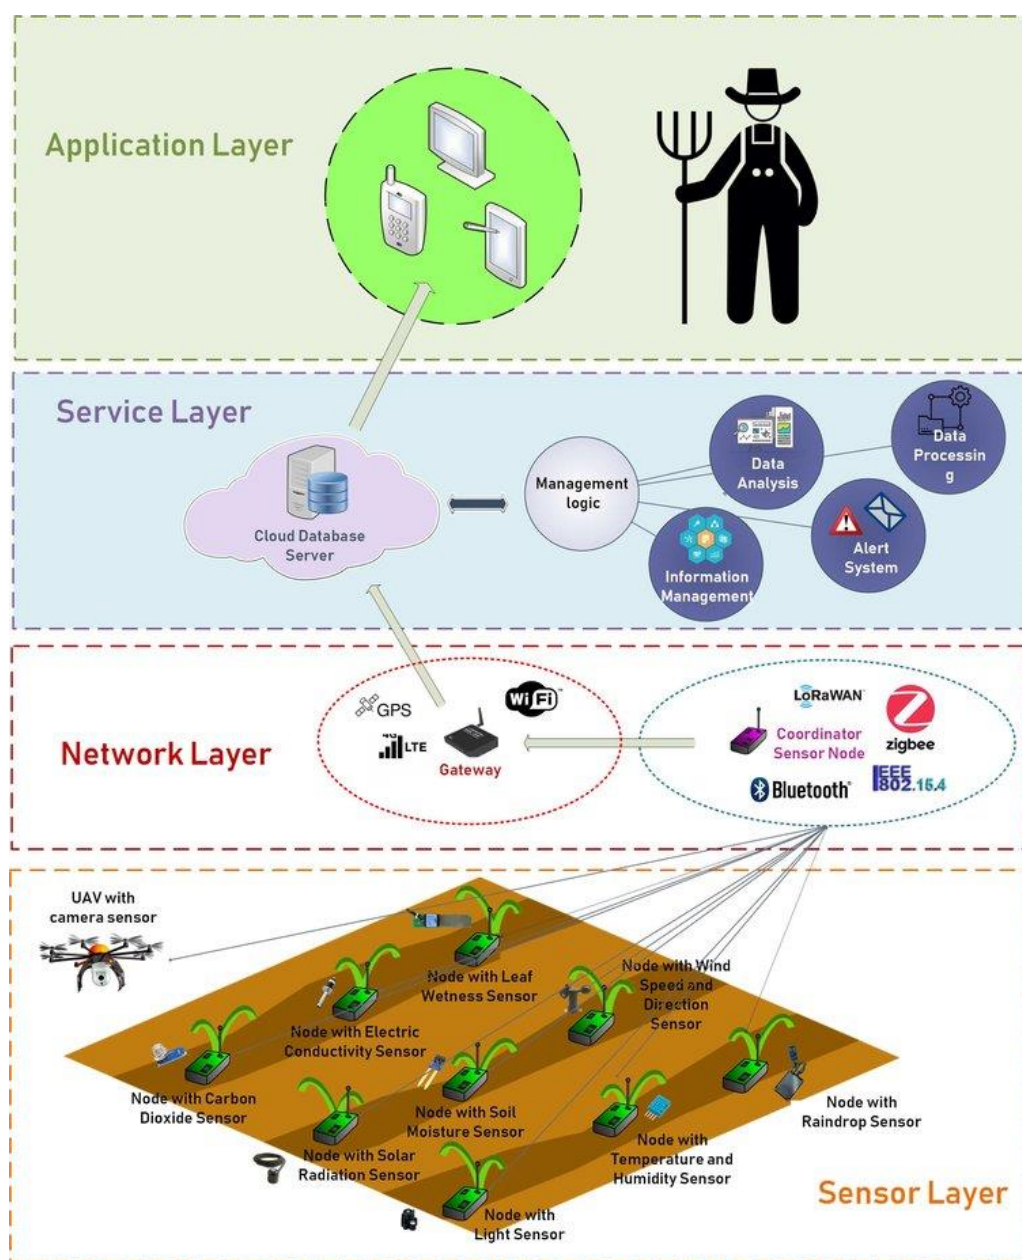 Application Layer
Service Layer
Cloud Database
Server
Management
logic
Data
Analysis
Data
Processin
g
Information
Management
Alert
System
Network Layer
GPS
WiFi™
4G
LTE
Gateway
LoRaWAN
Coordinator
Sensor Node
zigbee
Bluetooth®
IEEE
802.15.4
UAV with
camera sensor
Node with Leaf
Wetness Sensor
Node with Wind
Speed and
Direction
Sensor
Node with Electric
Conductivity Sensor
Node with Carbon
Dioxide Sensor
Node with Soil
Moisture Sensor
Node with
Raindrop Sensor
Node with Solar
Radiation Sensor
Node with
Temperature and
Humidity Sensor
Node with
Light Sensor
Sensor Layer